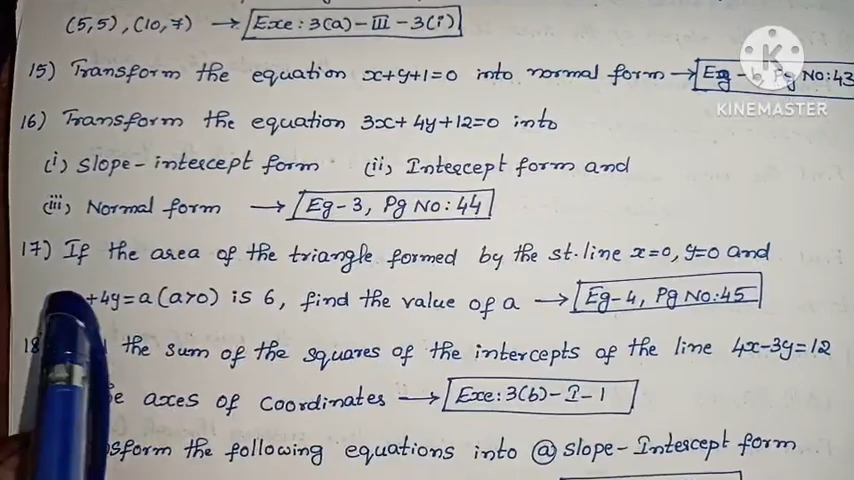 (5,5), (10,7) → Exe: 3(a)-III-3(i)
15) Transform the equation x+y+1=0 into normal form → Pg No: 43
KINEMASTER
16) Transform the equation 3x+4y+12=0 into
(i) Slope-intercept form (ii) Intercept form and
(iii) Normal form → Eg-3, Pg No: 44
17) If the area of the triangle formed by the st.line x=0, y=0 and
+4y=a (a>0) is 6, find the value of a → Eg-4, Pg No: 45
the sum of the squares of the intercepts of the line 4x-3y=12
axes of coordinates → Exe: 3(b)-I-1
the following equations into (a) Slope-Intercept form